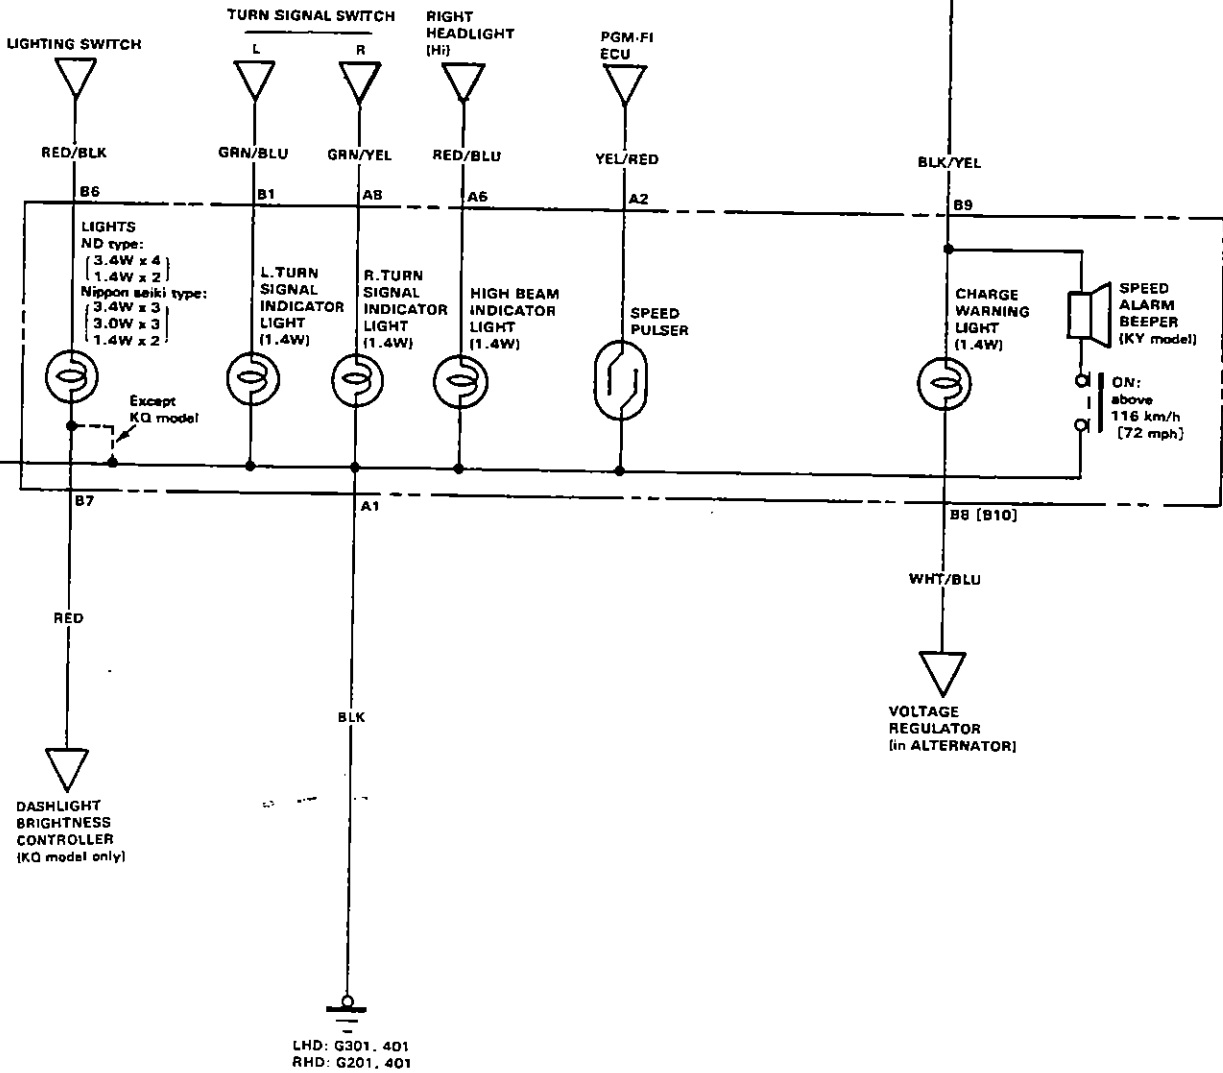 TURN SIGNAL SWITCH
L
R
LIGHTING SWITCH
RIGHT
HEADLIGHT
(Hi)
PGM-FI
ECU
RED/BLK
GRN/BLU
GRN/YEL
RED/BLU
YEL/RED
BLK/YEL
B6
B1
A8
A6
A2
B9
LIGHTS
ND type:
3.4W x 4
1.4W x 2
Nippon seiki type:
3.4W x 3
3.0W x 3
1.4W x 2
L.TURN
SIGNAL
INDICATOR
LIGHT
(1.4W)
R.TURN
SIGNAL
INDICATOR
LIGHT
(1.4W)
HIGH BEAM
INDICATOR
LIGHT
(1.4W)
SPEED
PULSER
CHARGE
WARNING
LIGHT
(1.4W)
SPEED
ALARM
BEEPER
(KY model)
ON:
above
116 km/h
[72 mph]
Except
KQ model
B7
A1
B8 [B10]
RED
BLK
WHT/BLU
DASHLIGHT
BRIGHTNESS
CONTROLLER
(KQ model only)
VOLTAGE
REGULATOR
(in ALTERNATOR)
LHD: G301, 401
RHD: G201, 401